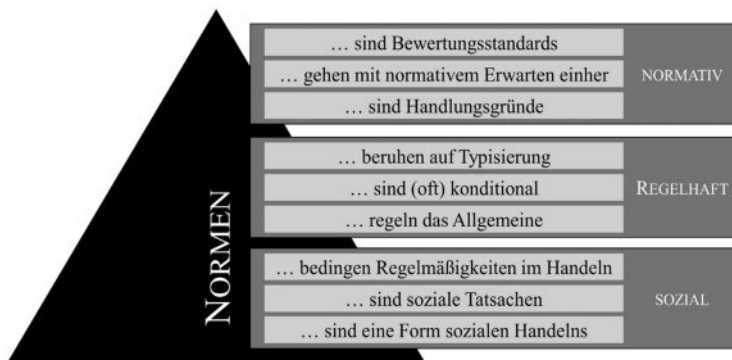 NORMEN
… sind Bewertungsstandards
… gehen mit normativem Erwarten einher
… sind Handlungsgründe
NORMATIV
… beruhen auf Typisierung
… sind (oft) konditional
… regeln das Allgemeine
REGELHAFT
… bedingen Regelmäßigkeiten im Handeln
… sind soziale Tatsachen
… sind eine Form sozialen Handelns
SOZIAL